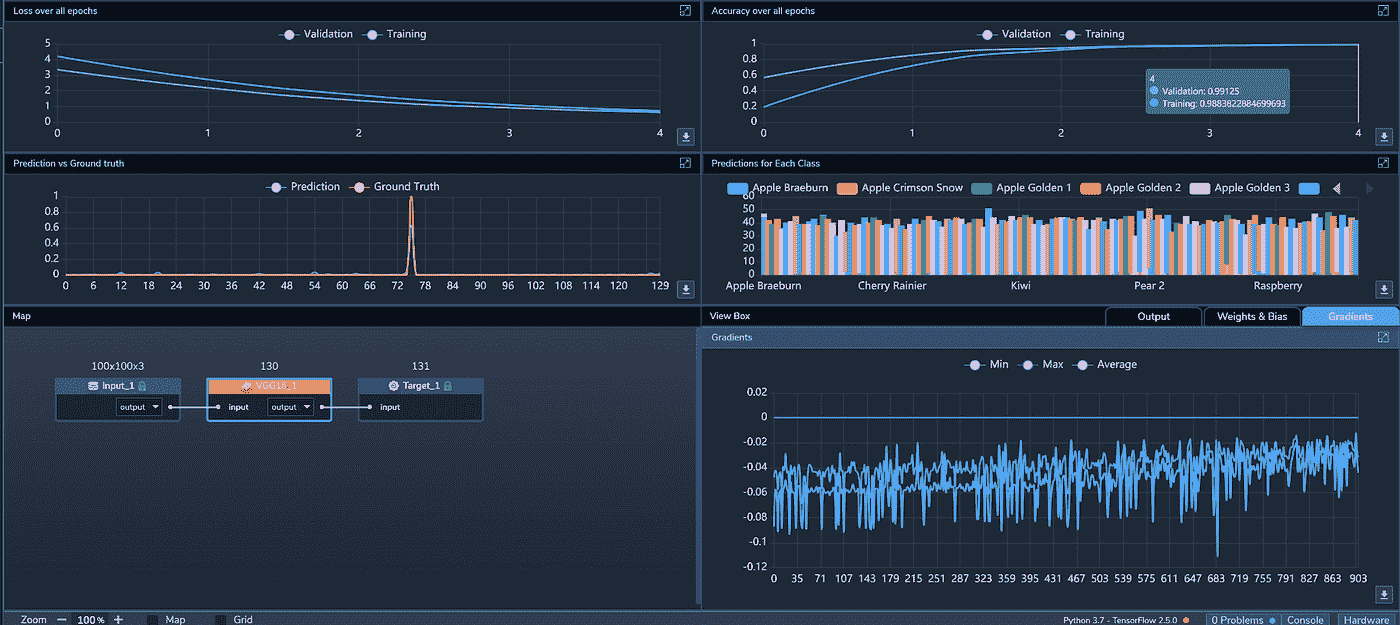 Loss over all epochs
Validation Training
5
4
3
2
1
0
0 1 2 3 4
Accuracy over all epochs
Validation Training
1
0.8
0.6
0.4
0.2
0
4
Validation: 0.99125
Training: 0.9883822884699693
0 1 2 3 4
Prediction vs Ground truth
Prediction Ground Truth
1
0.8
0.6
0.4
0.2
0
0 6 12 18 24 30 36 42 48 54 60 66 72 78 84 90 96 102 108 114 120 129
Predictions for Each Class
Apple Braeburn Apple Crimson Snow Apple Golden 1 Apple Golden 2 Apple Golden 3
60
50
40
30
20
10
0
Apple Braeburn Cherry Rainier Kiwi Pear 2 Raspberry
Map
100x100x3 130 131
Input_1 VGG16_1 Target_1
output input output input
View Box Output Weights & Bias Gradients
Gradients
Min Max Average
0.02
0
-0.02
-0.04
-0.06
-0.08
-0.1
-0.12
0 35 71 107 143 179 215 251 287 323 359 395 431 467 503 539 575 611 647 683 719 755 791 827 863 903
Zoom 100% Map Grid
Python 3.7 - TensorFlow 2.5.0 0 Problems Console Hardware